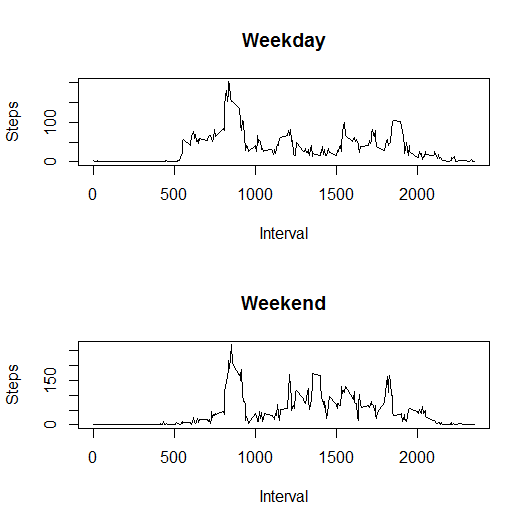 Weekday
Steps
100
0
0 500 1000 1500 2000
Interval
Weekend
Steps
150
0
0 500 1000 1500 2000
Interval